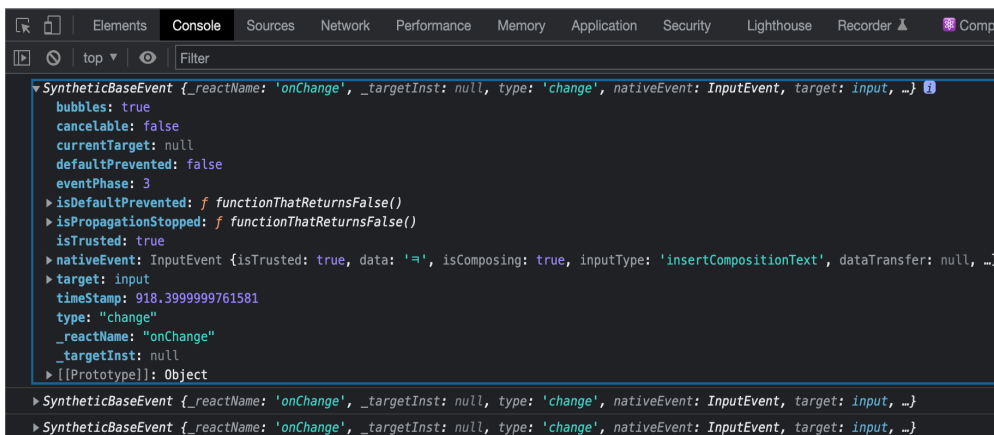 Elements Console Sources Network Performance Memory Application Security Lighthouse Recorder Comp
top ▼ Filter
▼SyntheticBaseEvent {_reactName: 'onChange', _targetInst: null, type: 'change', nativeEvent: InputEvent, target: input, …} i
bubbles: true
cancelable: false
currentTarget: null
defaultPrevented: false
eventPhase: 3
▶isDefaultPrevented: ƒ functionThatReturnsFalse()
▶isPropagationStopped: ƒ functionThatReturnsFalse()
isTrusted: true
▶nativeEvent: InputEvent {isTrusted: true, data: 'ㅋ', isComposing: true, inputType: 'insertCompositionText', dataTransfer: null, …}
▶target: input
timeStamp: 918.3999999761581
type: "change"
_reactName: "onChange"
_targetInst: null
▶[[Prototype]]: Object
▶SyntheticBaseEvent {_reactName: 'onChange', _targetInst: null, type: 'change', nativeEvent: InputEvent, target: input, …}
▶SyntheticBaseEvent {_reactName: 'onChange', _targetInst: null, type: 'change', nativeEvent: InputEvent, target: input, …}